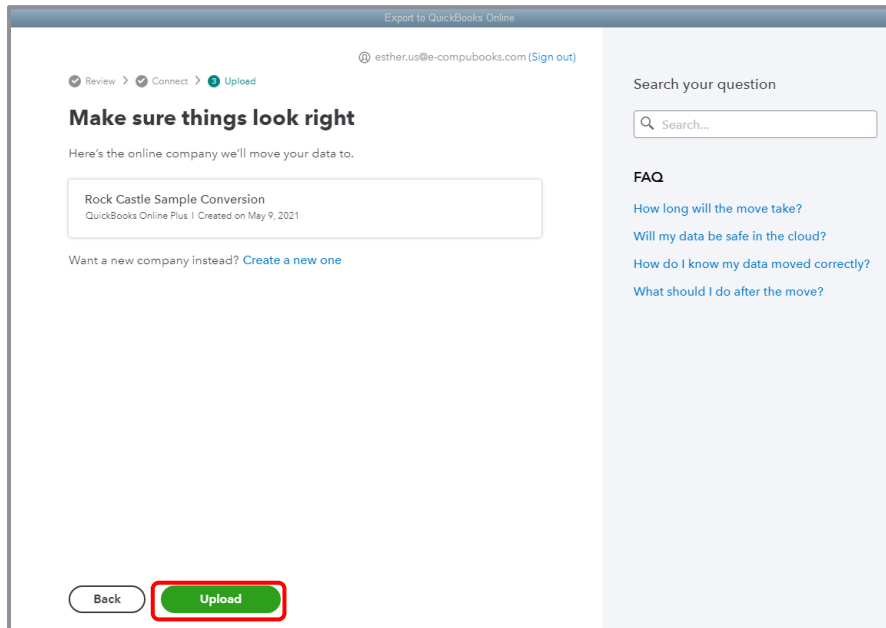 Export to QuickBooks Online
esther.us@e-compubooks.com (Sign out)
Review > Connect > 3 Upload
Make sure things look right
Here's the online company we'll move your data to.
Rock Castle Sample Conversion
QuickBooks Online Plus | Created on May 9, 2021
Want a new company instead? Create a new one
Back
Upload
Search your question
Search...
FAQ
How long will the move take?
Will my data be safe in the cloud?
How do I know my data moved correctly?
What should I do after the move?